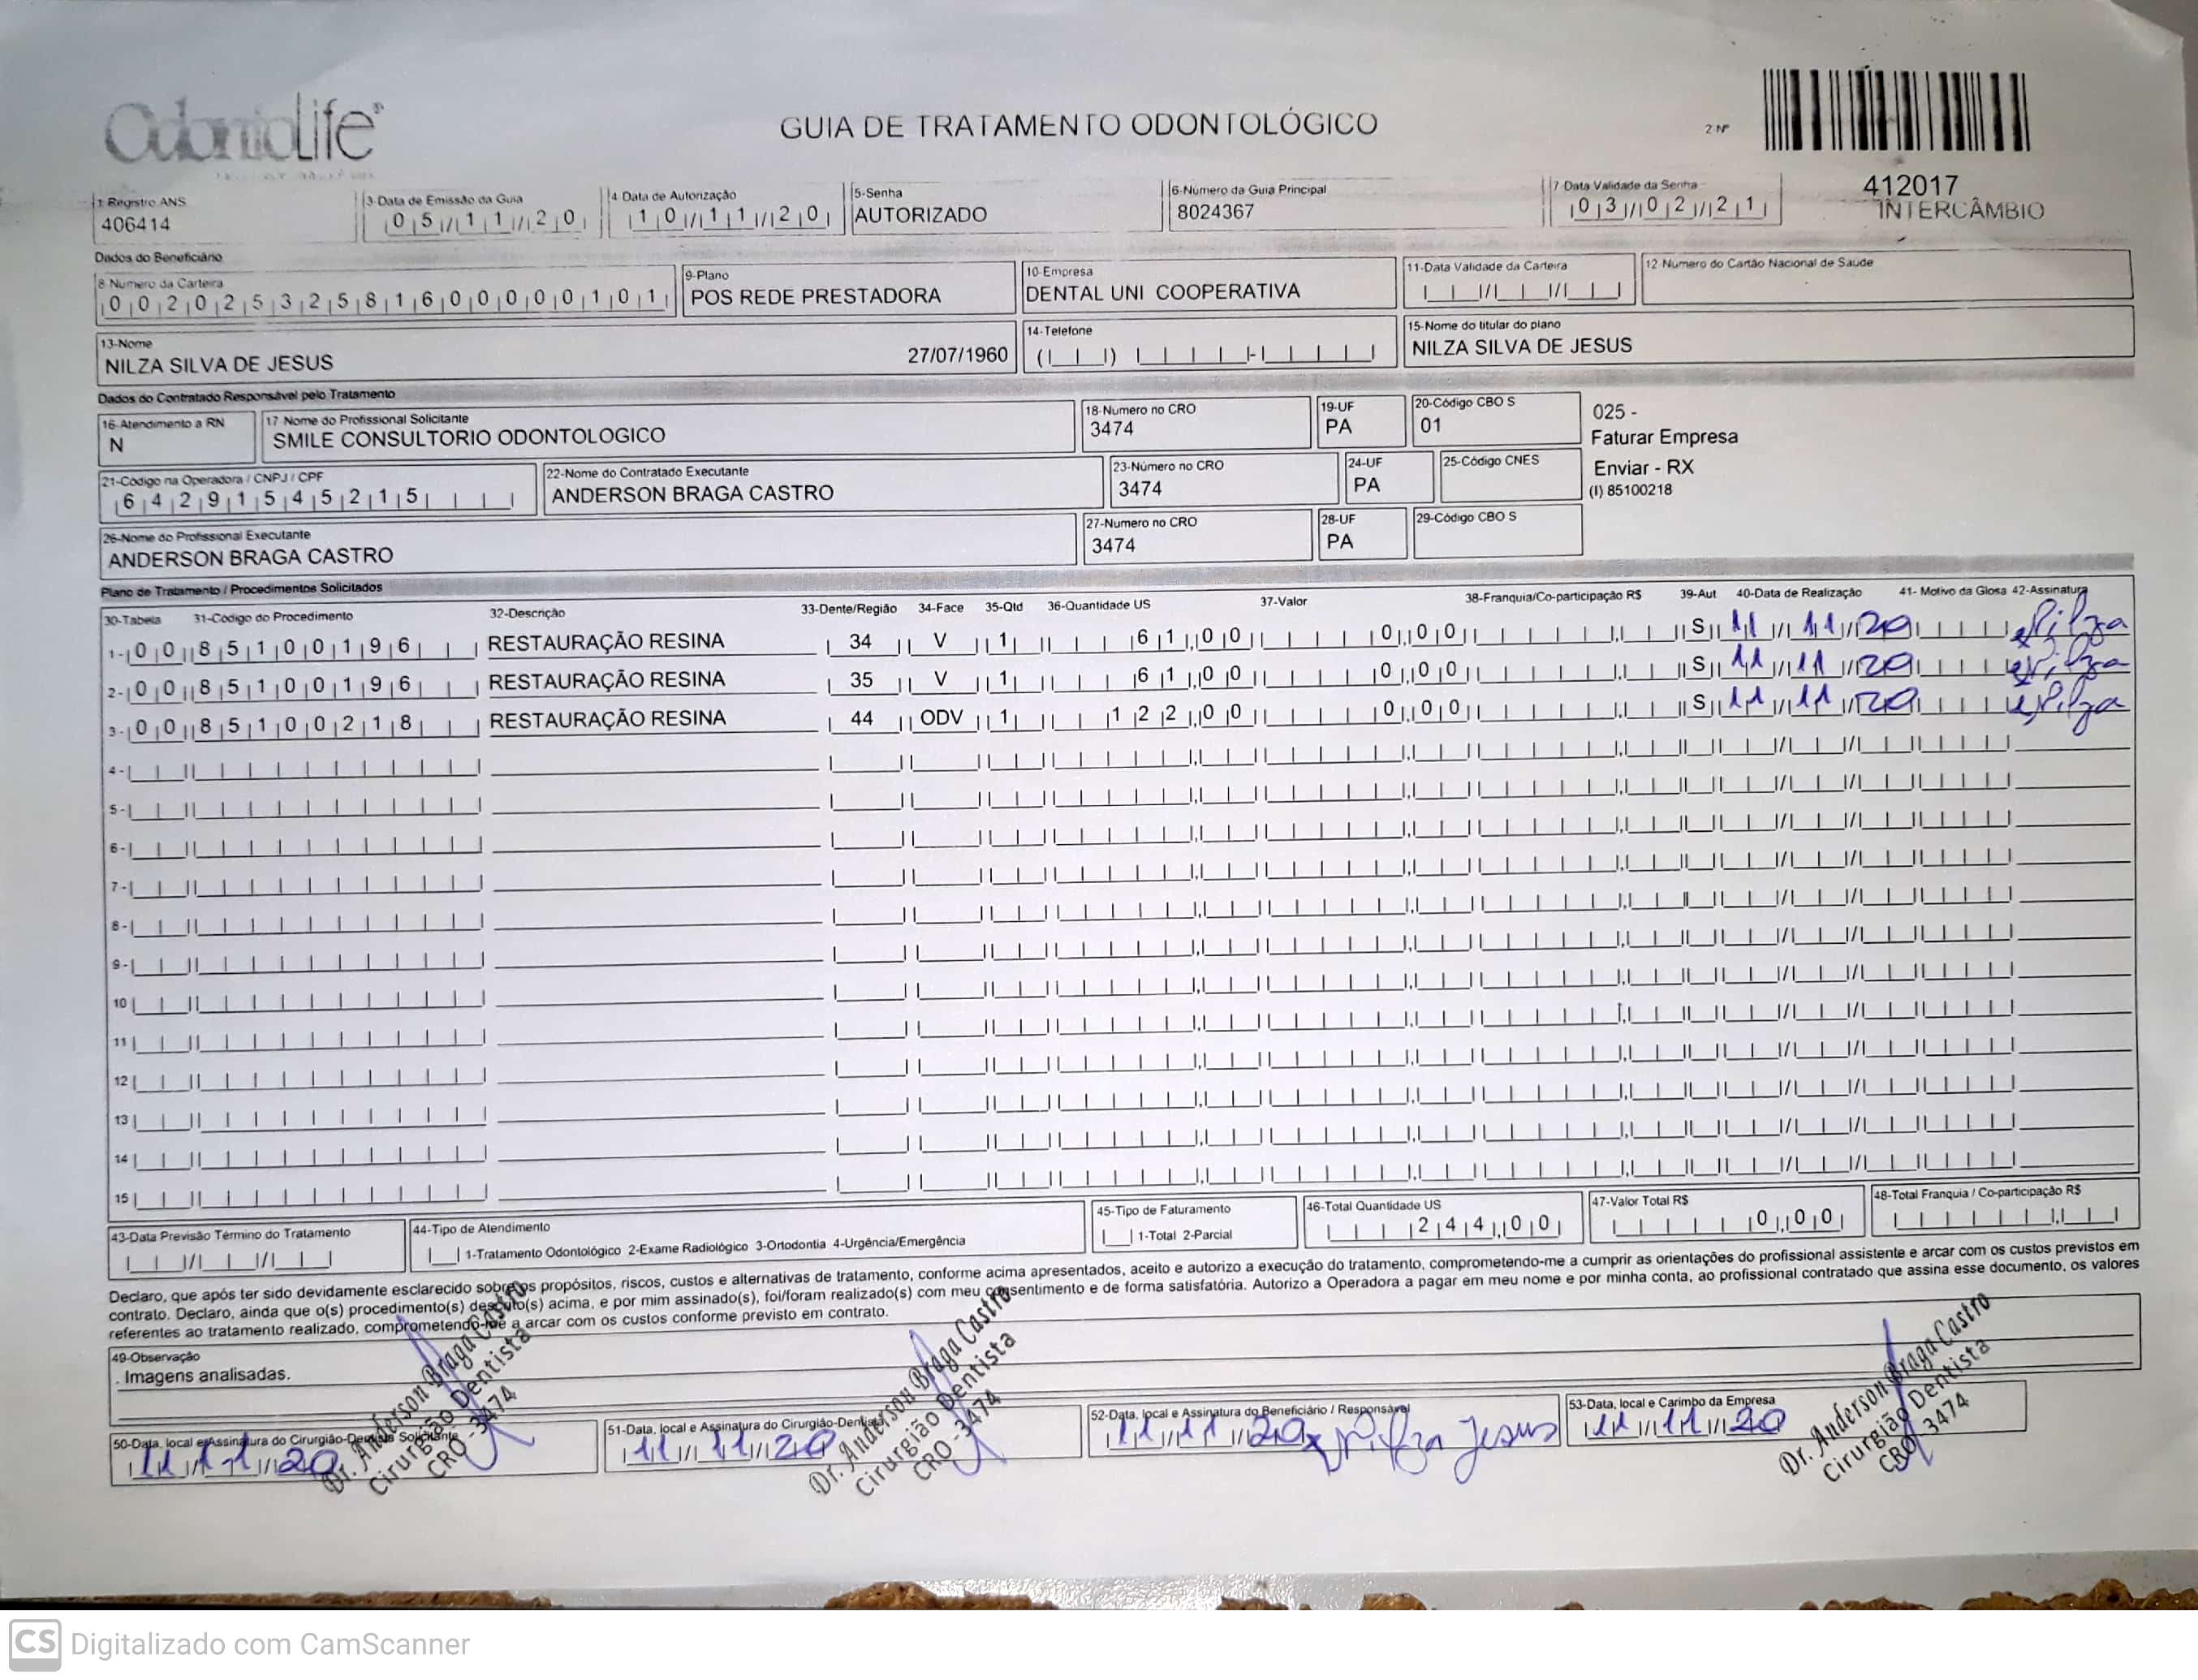 OdontoLife®
GUIA DE TRATAMENTO ODONTOLÓGICO
2-Nº
412017
INTERCÂMBIO
1-Registro ANS
406414
3-Data de Emissão da Guia
05/11/20
4-Data de Autorização
10/11/20
5-Senha
AUTORIZADO
6-Número da Guia Principal
8024367
7-Data Validade da Senha
03/02/21
Dados do Beneficiário
8-Numero da Carteira
00202532581600000101
9-Plano
POS REDE PRESTADORA
10-Empresa
DENTAL UNI COOPERATIVA
11-Data Validade da Carteira
12-Numero do Cartão Nacional de Saude
13-Nome
NILZA SILVA DE JESUS 27/07/1960
14-Telefone
15-Nome do titular do plano
NILZA SILVA DE JESUS
Dados do Contratado Responsável pelo Tratamento
16-Atendimento a RN
N
17-Nome do Profissional Solicitante
SMILE CONSULTORIO ODONTOLOGICO
18-Numero no CRO
3474
19-UF
PA
20-Código CBO S
01
025 -
Faturar Empresa
Enviar - RX
(I) 85100218
21-Código na Operadora / CNPJ / CPF
64291545215
22-Nome do Contratado Executante
ANDERSON BRAGA CASTRO
23-Número no CRO
3474
24-UF
PA
25-Código CNES
26-Nome do Profissional Executante
ANDERSON BRAGA CASTRO
27-Numero no CRO
3474
28-UF
PA
29-Código CBO S
Plano de Tratamento / Procedimentos Solicitados
30-Tabela 31-Código do Procedimento 32-Descrição 33-Dente/Região 34-Face 35-Qtd 36-Quantidade US 37-Valor 38-Franquia/Co-participação R$ 39-Aut 40-Data de Realização 41- Motivo da Glosa 42-Assinatura
1-00 85100196 RESTAURAÇÃO RESINA 34 V 1 61,00 0,00 S 11/11/20 Nilza
2-00 85100196 RESTAURAÇÃO RESINA 35 V 1 61,00 0,00 S 11/11/20 Nilza
3-00 85100218 RESTAURAÇÃO RESINA 44 ODV 1 122,00 0,00 S 11/11/20 Nilza
4-
5-
6-
7-
8-
9-
10
11
12
13
14
15
43-Data Previsão Término do Tratamento
44-Tipo de Atendimento
1-Tratamento Odontológico 2-Exame Radiológico 3-Ortodontia 4-Urgência/Emergência
45-Tipo de Faturamento
1-Total 2-Parcial
46-Total Quantidade US
244,00
47-Valor Total R$
0,00
48-Total Franquia / Co-participação R$
Declaro, que após ter sido devidamente esclarecido sobre os propósitos, riscos, custos e alternativas de tratamento, conforme acima apresentados, aceito e autorizo a execução do tratamento, comprometendo-me a cumprir as orientações do profissional assistente e arcar com os custos previstos em
contrato. Declaro, ainda que o(s) procedimento(s) descrito(s) acima, e por mim assinado(s), foi/foram realizado(s) com meu consentimento e de forma satisfatória. Autorizo a Operadora a pagar em meu nome e por minha conta, ao profissional contratado que assina esse documento, os valores
referentes ao tratamento realizado, comprometendo-me a arcar com os custos conforme previsto em contrato.
49-Observação
. Imagens analisadas.
50-Data, local e Assinatura do Cirurgião-Dentista Solicitante
11/11/20
Dr. Anderson Braga Castro
Cirurgião Dentista
CRO - 3474
51-Data, local e Assinatura do Cirurgião-Dentista
11/11/20
Dr. Anderson Braga Castro
Cirurgião Dentista
CRO - 3474
52-Data, local e Assinatura do Beneficiário / Responsável
11/11/20 x Nilza Jesus
53-Data, local e Carimbo da Empresa
11/11/20
Dr. Anderson Braga Castro
Cirurgião Dentista
CRO - 3474
CS Digitalizado com CamScanner